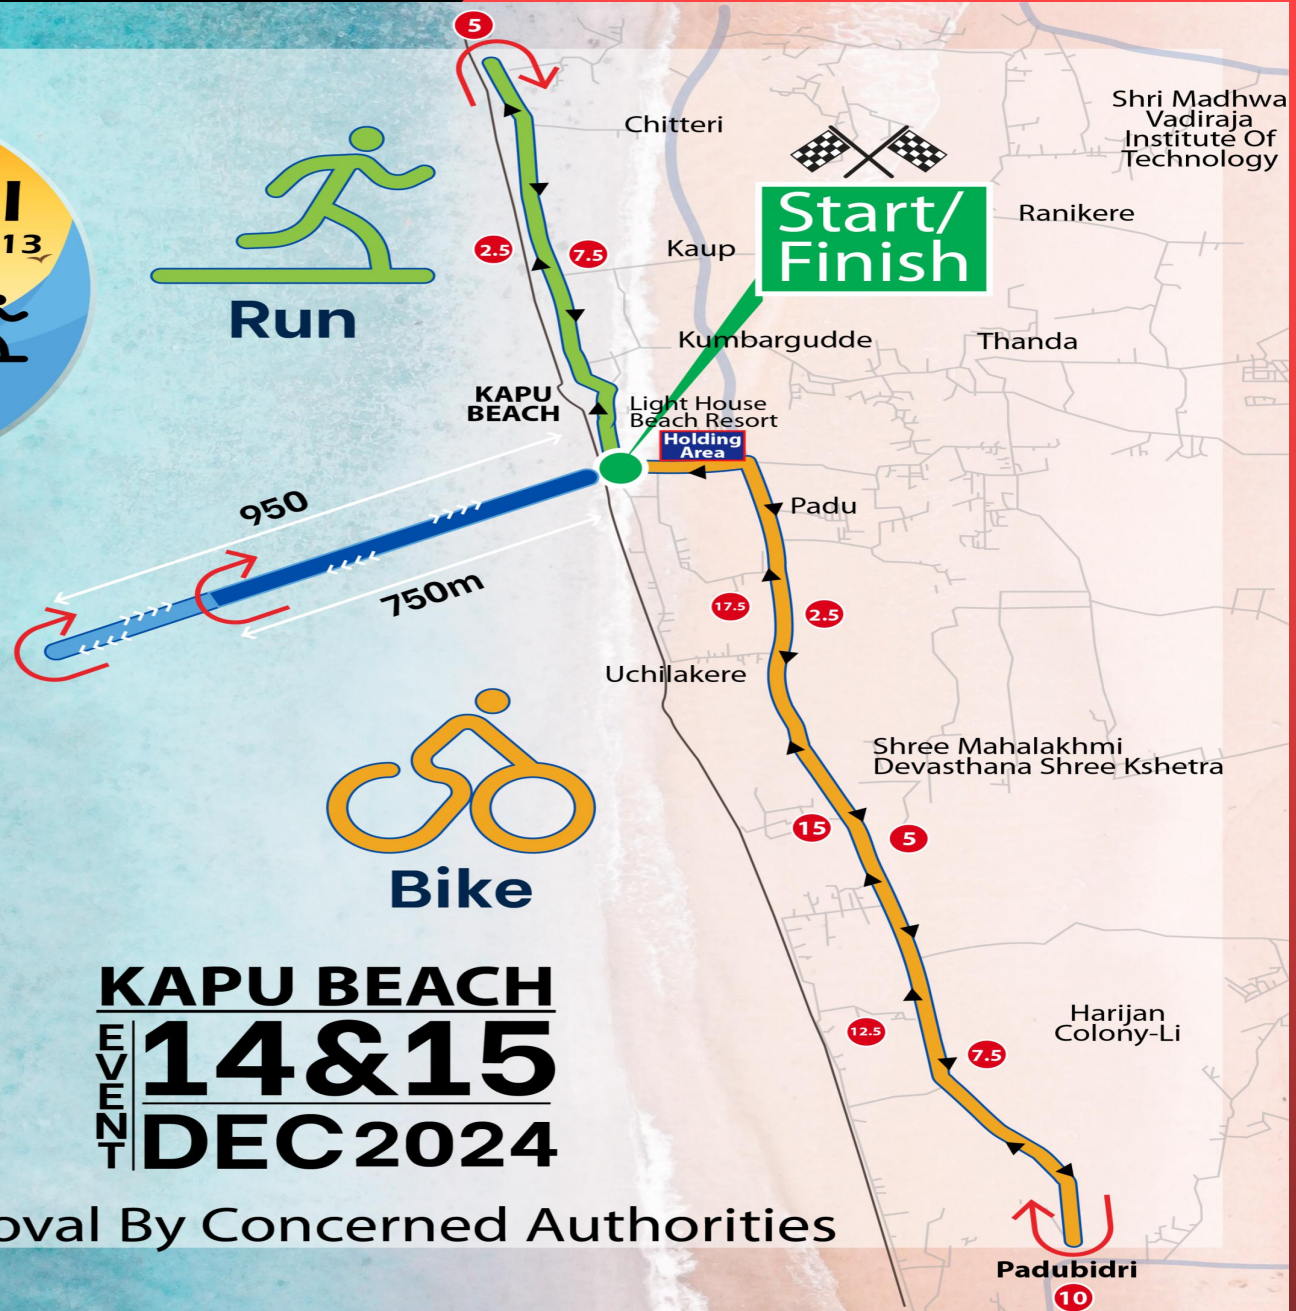 5
Chitteri
Shri Madhwa
Vadiraja
Institute Of
Technology
Start/
Finish
Ranikere
13
2.5
7.5
Kaup
Run
Kumbargudde
Thanda
KAPU
BEACH
Light House
Beach Resort
Holding
Area
950
Padu
750m
17.5
2.5
Uchilakere
Shree Mahalakhmi
Devasthana Shree Kshetra
15
5
Bike
KAPU BEACH
EVENT
14&15
DEC 2024
Harijan
Colony-Li
12.5
7.5
oval By Concerned Authorities
Padubidri
10